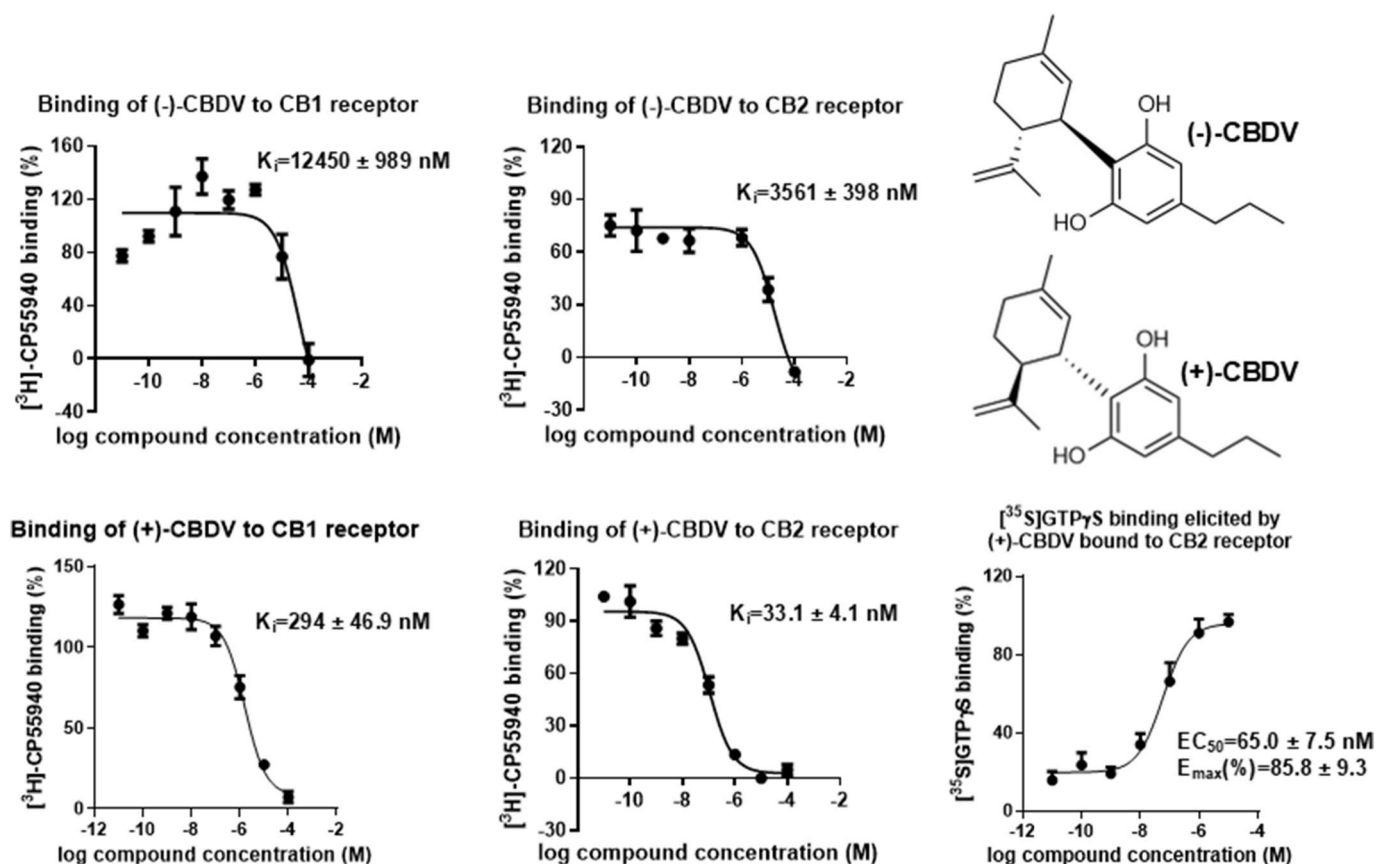 Binding of (-)-CBDV to CB1 receptor
[³H]-CP55940 binding (%)
160
120
80
40
0
-40
-10
-8
-6
-4
-2
Kᵢ=12450 ± 989 nM
log compound concentration (M)
Binding of (-)-CBDV to CB2 receptor
[³H]-CP55940 binding (%)
120
90
60
30
0
-30
-10
-8
-6
-4
-2
Kᵢ=3561 ± 398 nM
log compound concentration (M)
OH
(-)-CBDV
HO
OH
(+)-CBDV
HO
Binding of (+)-CBDV to CB1 receptor
[³H]-CP55940 binding (%)
150
100
50
0
-12
-10
-8
-6
-4
-2
Kᵢ=294 ± 46.9 nM
log compound concentration (M)
Binding of (+)-CBDV to CB2 receptor
[³H]-CP55940 binding (%)
120
90
60
30
0
-30
-10
-8
-6
-4
-2
Kᵢ=33.1 ± 4.1 nM
log compound concentration (M)
[³⁵S]GTPγS binding elicited by
(+)-CBDV bound to CB2 receptor
[³⁵S]GTPγS binding (%)
120
80
40
0
-12
-10
-8
-6
-4
EC₅₀=65.0 ± 7.5 nM
Eₘₐₓ(%)=85.8 ± 9.3
log compound concentration (M)